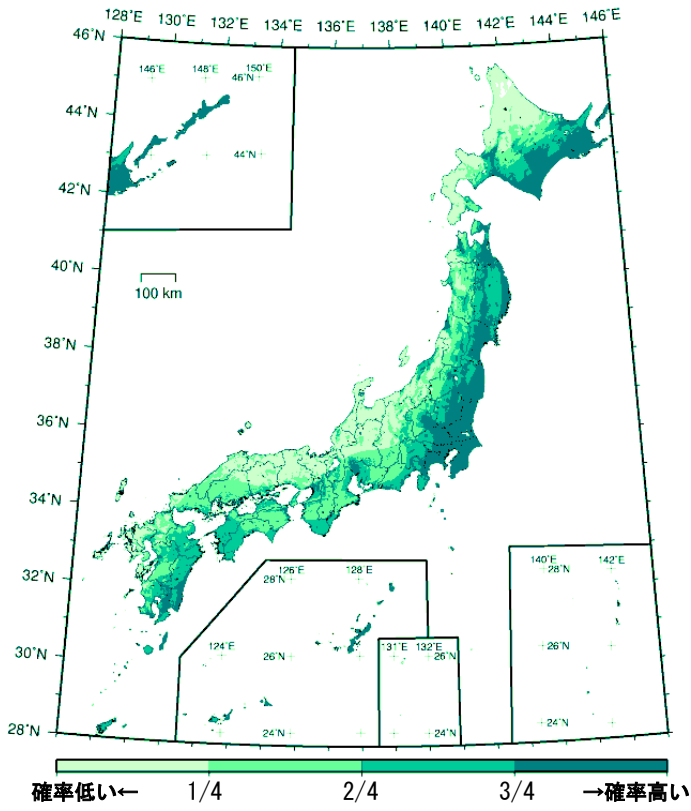 128°E 130°E 132°E 134°E 136°E 138°E 140°E 142°E 144°E 146°E
46°N
146°E 148°E 150°E
46°N
44°N
44°N
42°N
40°N
100 km
38°N
36°N
34°N
32°N
126°E 128°E
28°N
140°E 142°E
28°N
30°N
124°E
26°N
131°E 132°E
26°N
26°N
28°N
24°N
24°N
24°N
確率低い← 1/4 2/4 3/4 →確率高い